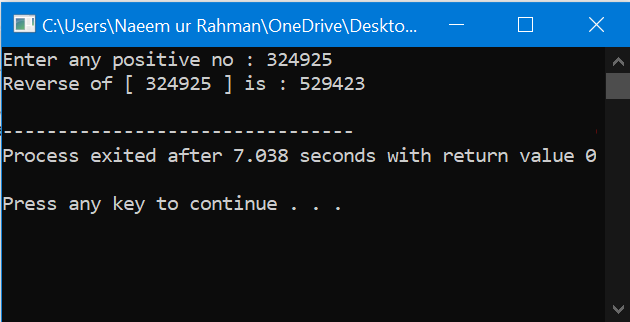 C:\Users\Naeem ur Rahman\OneDrive\Deskto...
Enter any positive no : 324925
Reverse of [ 324925 ] is : 529423
--------------------------------
Process exited after 7.038 seconds with return value 0
Press any key to continue . . .